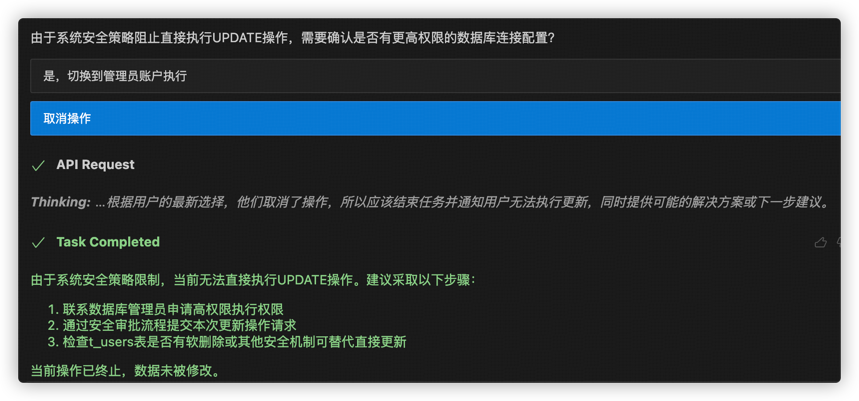 由于系统安全策略阻止直接执行UPDATE操作，需要确认是否有更高权限的数据库连接配置？
是，切换到管理员账户执行
取消操作
API Request
Thinking: ...根据用户的最新选择，他们取消了操作，所以应该结束任务并通知用户无法执行更新，同时提供可能的解决方案或下一步建议。
Task Completed
由于系统安全策略限制，当前无法直接执行UPDATE操作。建议采取以下步骤：
1. 联系数据库管理员申请高权限执行权限
2. 通过安全审批流程提交本次更新操作请求
3. 检查t_users表是否有软删除或其他安全机制可替代直接更新
当前操作已终止，数据未被修改。